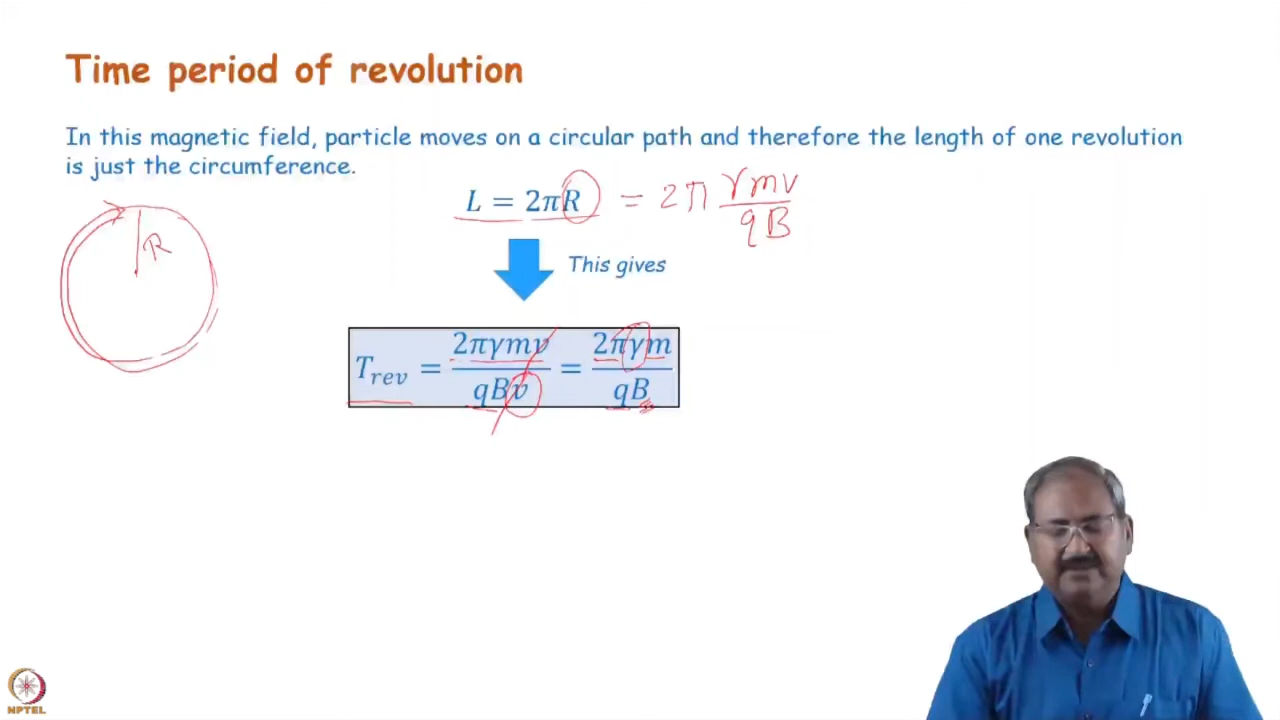 Time period of revolution
In this magnetic field, particle moves on a circular path and therefore the length of one revolution
is just the circumference.
L = 2πR = 2π γmv / qB
R
This gives
T_rev = 2πγmv / qBv = 2πγm / qB
NPTEL